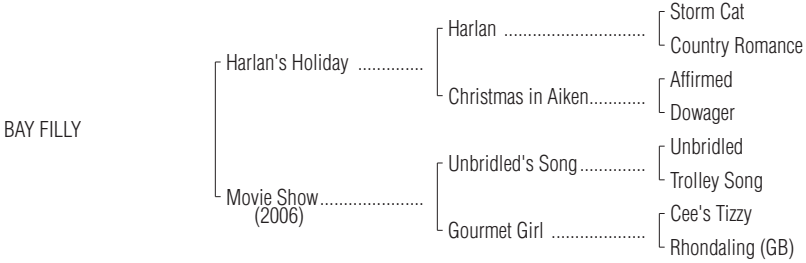 Storm Cat
Harlan ..............................
Country Romance
Harlan's Holiday ..............
Affirmed
Christmas in Aiken............
Dowager
BAY FILLY
Unbridled
Unbridled's Song..............
Trolley Song
Movie Show......................
(2006)
Cee's Tizzy
Gourmet Girl ....................
Rhondaling (GB)